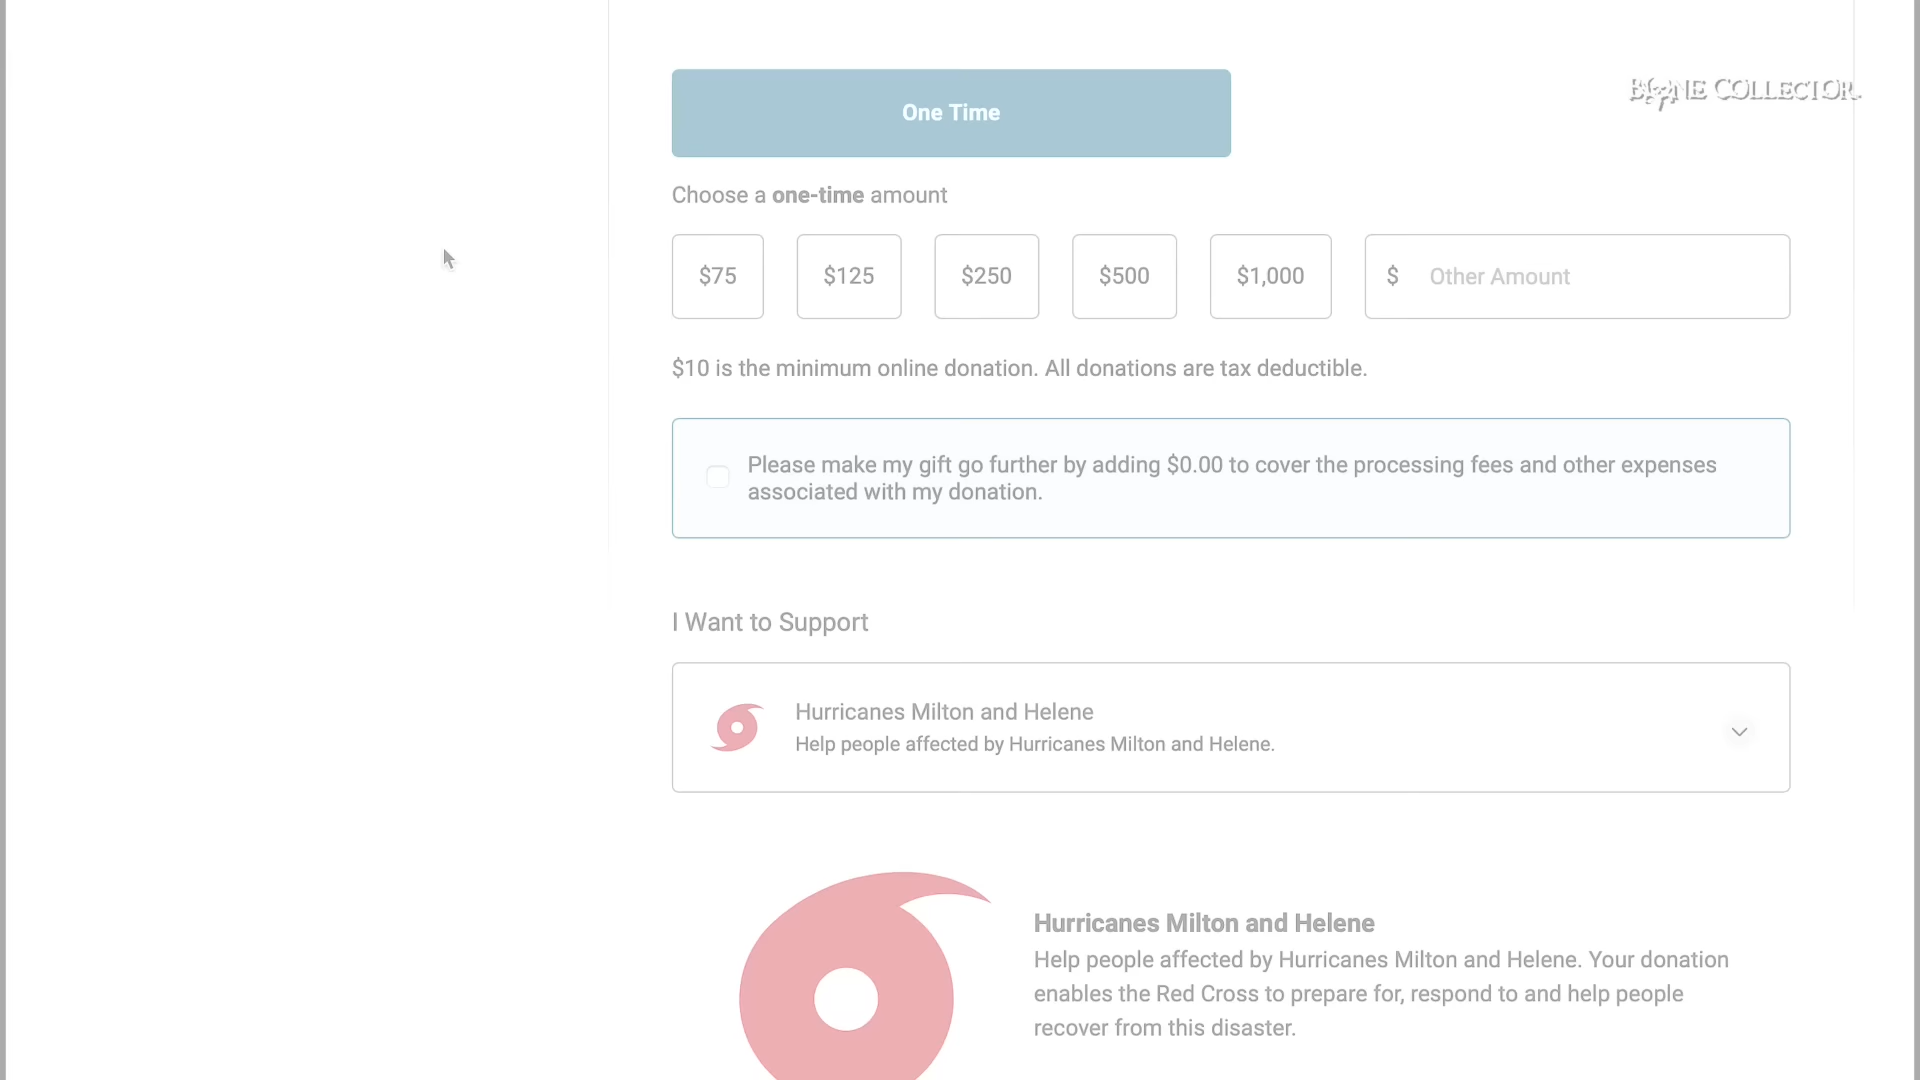 One Time
BONE COLLECTOR.
Choose a one-time amount
$75
$125
$250
$500
$1,000
$ Other Amount
$10 is the minimum online donation. All donations are tax deductible.
Please make my gift go further by adding $0.00 to cover the processing fees and other expenses
associated with my donation.
I Want to Support
Hurricanes Milton and Helene
Help people affected by Hurricanes Milton and Helene.
Hurricanes Milton and Helene
Help people affected by Hurricanes Milton and Helene. Your donation
enables the Red Cross to prepare for, respond to and help people
recover from this disaster.